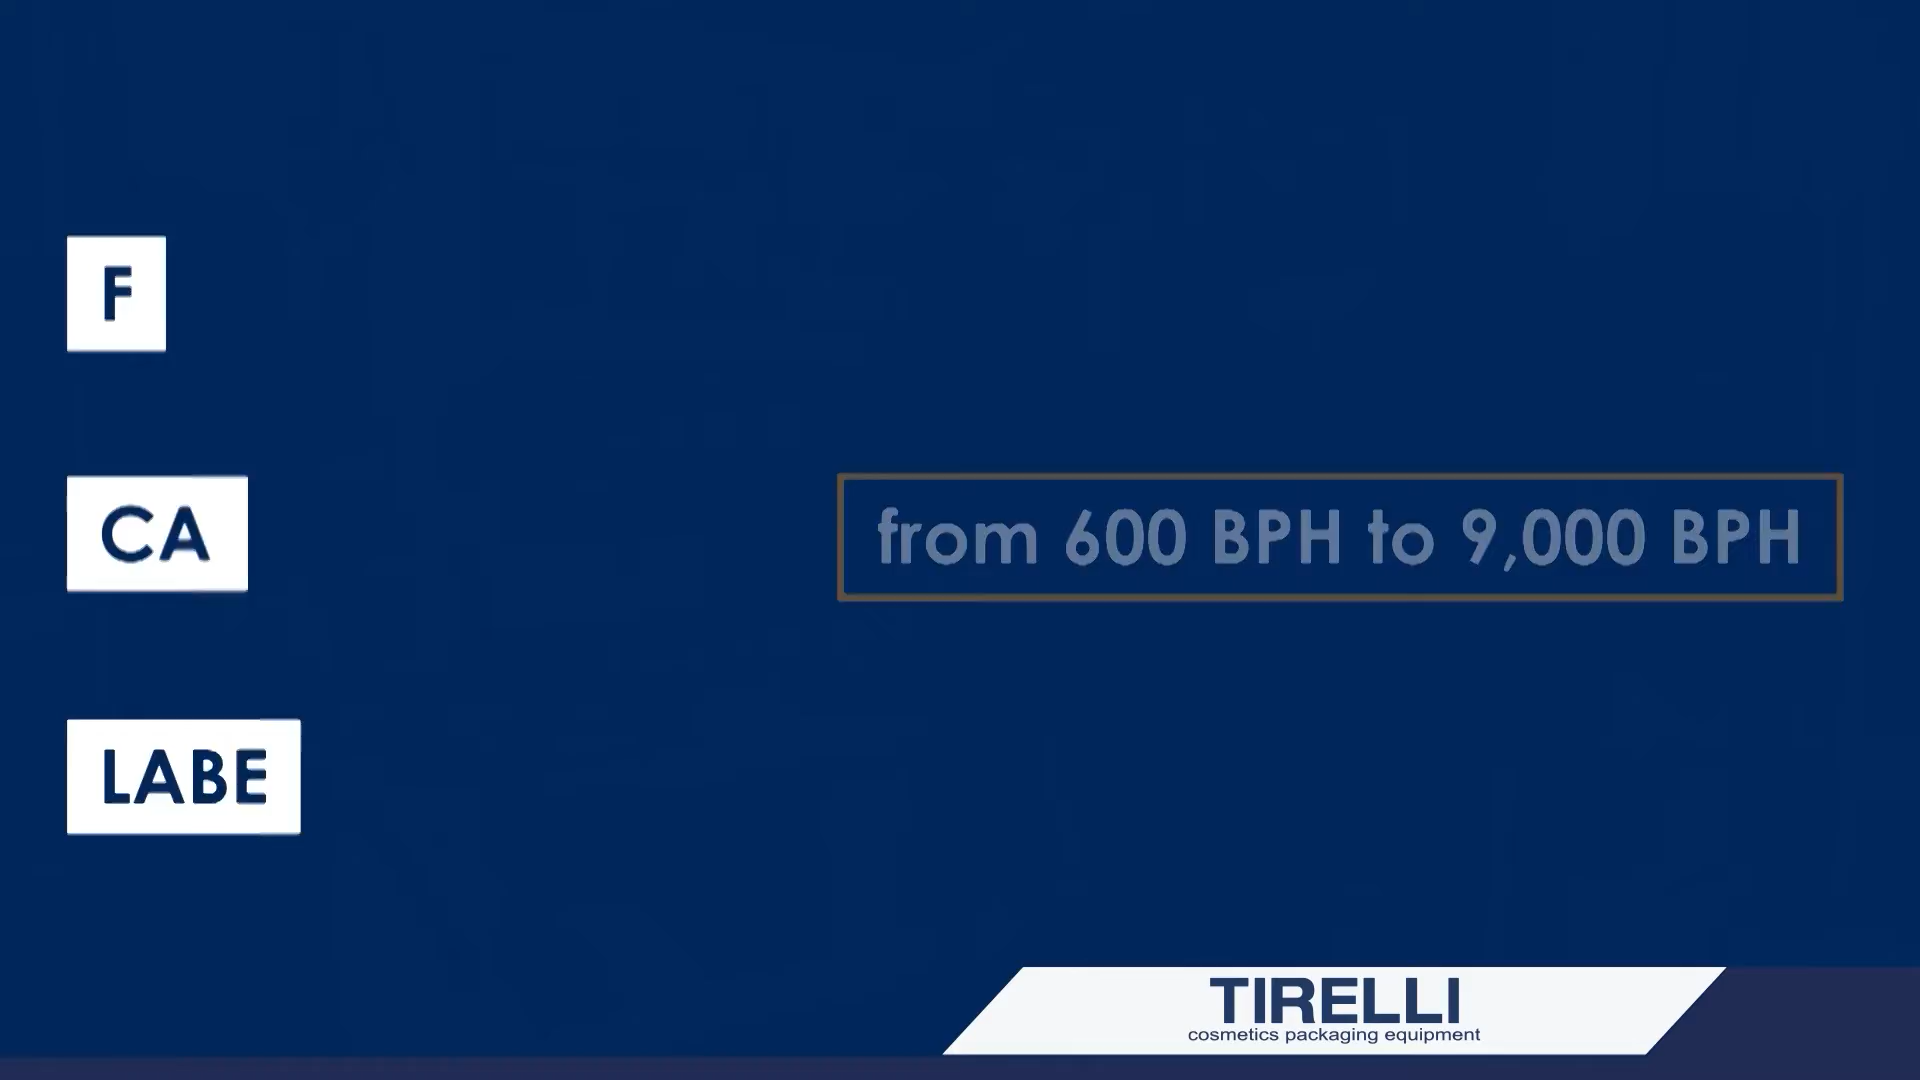 F
CA
from 600 BPH to 9,000 BPH
LABE
TIRELLI
cosmetics packaging equipment